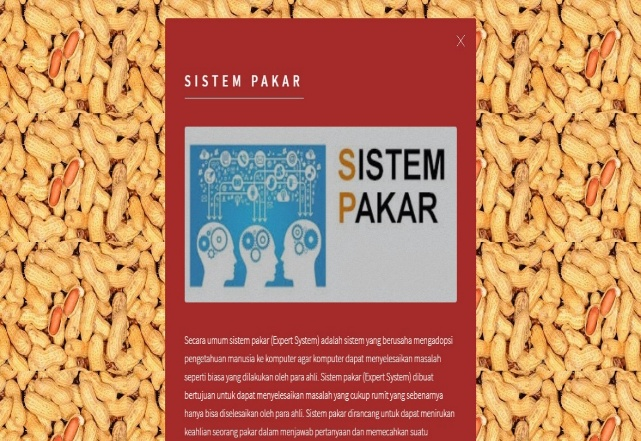 X
SISTEM PAKAR
SISTEM
PAKAR
Secara umum sistem pakar (Expert System) adalah sistem yang berusaha mengadopsi
pengetahuan manusia ke komputer agar komputer dapat menyelesaikan masalah
seperti biasa yang dilakukan oleh para ahli. Sistem pakar (Expert System) dibuat
bertujuan untuk dapat menyelesaikan masalah yang cukup rumit yang sebenarnya
hanya bisa diselesaikan oleh para ahli. Sistem pakar dirancang untuk dapat menirukan
keahlian seorang pakar dalam menjawab pertanyaan dan memecahkan suatu